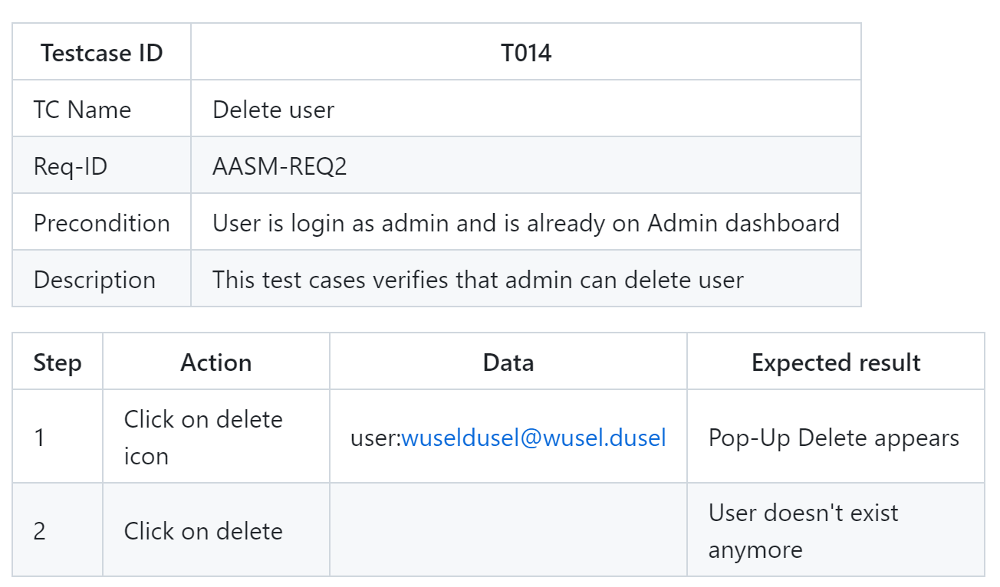 Testcase ID T014
TC Name Delete user
Req-ID AASM-REQ2
Precondition User is login as admin and is already on Admin dashboard
Description This test cases verifies that admin can delete user
Step Action Data Expected result
1 Click on delete icon user:wuseldusel@wusel.dusel Pop-Up Delete appears
2 Click on delete User doesn't exist anymore